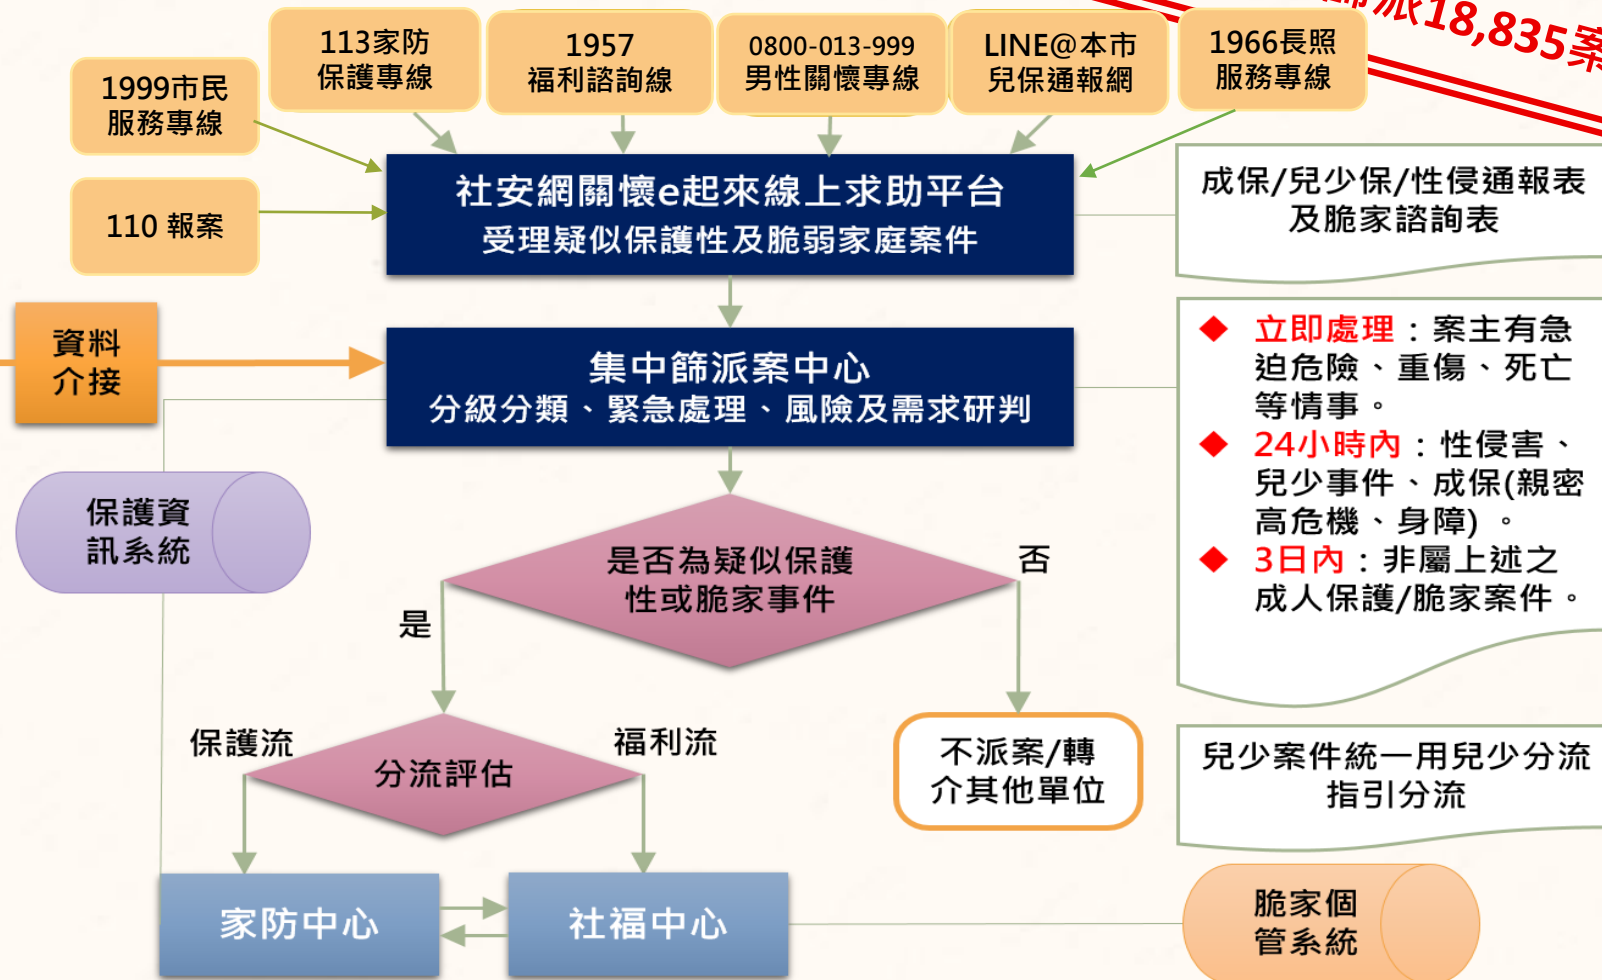 派18,835案
113家防
保護專線
1957
福利諮詢線
0800-013-999
男性關懷專線
LINE@本市
兒保通報網
1966長照
服務專線
1999市民
服務專線
110 報案
社安網關懷e起來線上求助平台
受理疑似保護性及脆弱家庭案件
成保/兒少保/性侵通報表
及脆家諮詢表
資料
介接
集中篩派案中心
分級分類、緊急處理、風險及需求研判
立即處理：案主有急
迫危險、重傷、死亡
等情事。
24小時內：性侵害、
兒少事件、成保(親密
高危機、身障) 。
3日內：非屬上述之
成人保護/脆家案件。
保護資
訊系統
是否為疑似保護
性或脆家事件
是
否
保護流
分流評估
福利流
不派案/轉
介其他單位
兒少案件統一用兒少分流
指引分流
家防中心
社福中心
脆家個
管系統